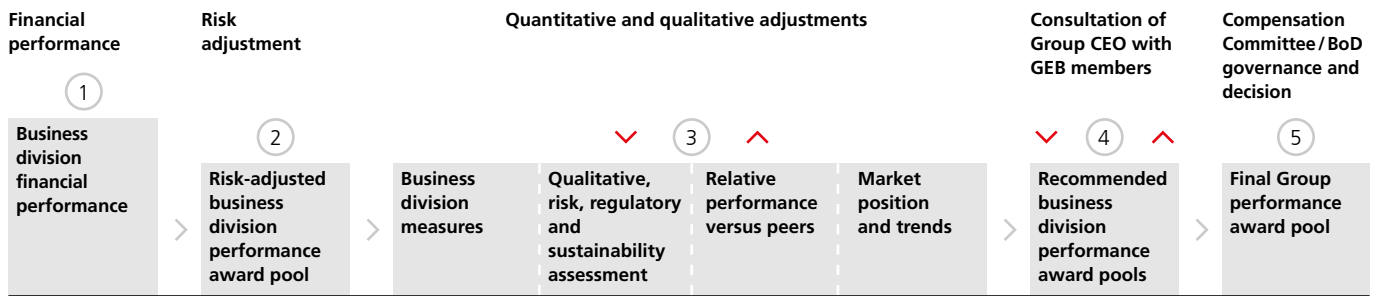 Financial
performance
Risk
adjustment
Quantitative and qualitative adjustments
Consultation of
Group CEO with
GEB members
Compensation
Committee / BoD
governance and
decision
1
2
3
4
5
Business
division
financial
performance
Risk-adjusted
business
division
performance
award pool
Business
division
measures
Qualitative,
risk, regulatory
and
sustainability
assessment
Relative
performance
versus peers
Market
position
and trends
Recommended
business
division
performance
award pools
Final Group
performance
award pool